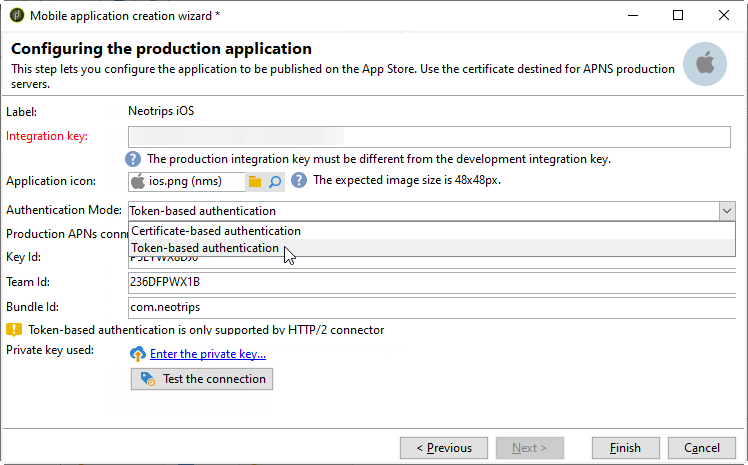 Mobile application creation wizard *
Configuring the production application
This step lets you configure the application to be published on the App Store. Use the certificate destined for APNS production
servers.
Label: Neotrips iOS
Integration key:
The production integration key must be different from the development integration key.
Application icon: ios.png (nms) The expected image size is 48x48px.
Authentication Mode: Token-based authentication
Certificate-based authentication
Production APNs conn
Token-based authentication
Key Id:
Team Id: 236DFPWX1B
Bundle Id: com.neotrips
Token-based authentication is only supported by HTTP/2 connector
Private key used: Enter the private key...
Test the connection
< Previous Next > Finish Cancel